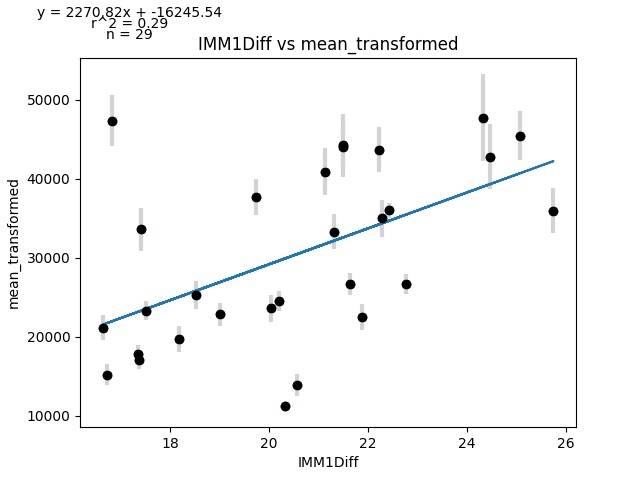 y = 2270.82x + -16245.54
r^2 = 0.29
n = 29
IMM1Diff vs mean_transformed
50000
40000
30000
20000
10000
mean_transformed
18 20 22 24 26
IMM1Diff